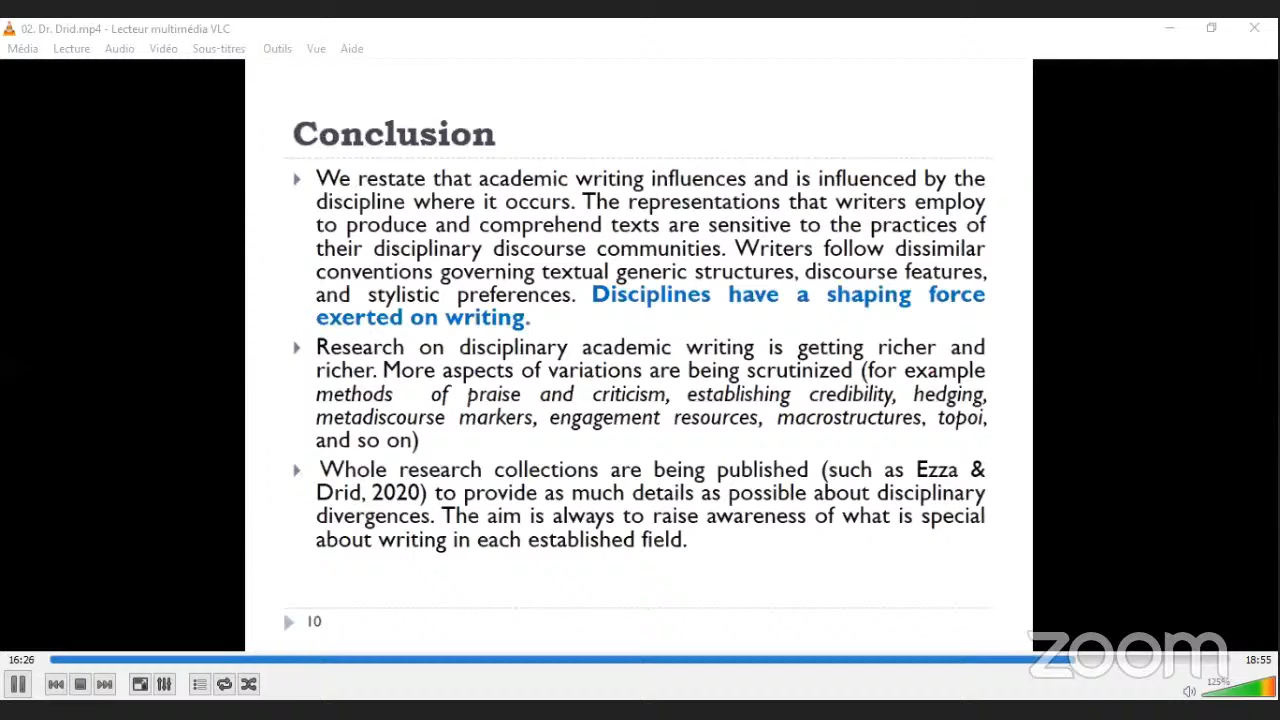 02. Dr. Drid.mp4 - Lecteur multimédia VLC
Média Lecture Audio Vidéo Sous-titres Outils Vue Aide
Conclusion
We restate that academic writing influences and is influenced by the
discipline where it occurs. The representations that writers employ
to produce and comprehend texts are sensitive to the practices of
their disciplinary discourse communities. Writers follow dissimilar
conventions governing textual generic structures, discourse features,
and stylistic preferences. Disciplines have a shaping force
exerted on writing.
Research on disciplinary academic writing is getting richer and
richer. More aspects of variations are being scrutinized (for example
methods of praise and criticism, establishing credibility, hedging,
metadiscourse markers, engagement resources, macrostructures, topoi,
and so on)
Whole research collections are being published (such as Ezza &
Drid, 2020) to provide as much details as possible about disciplinary
divergences. The aim is always to raise awareness of what is special
about writing in each established field.
10
zoom
16:26
18:55
125%